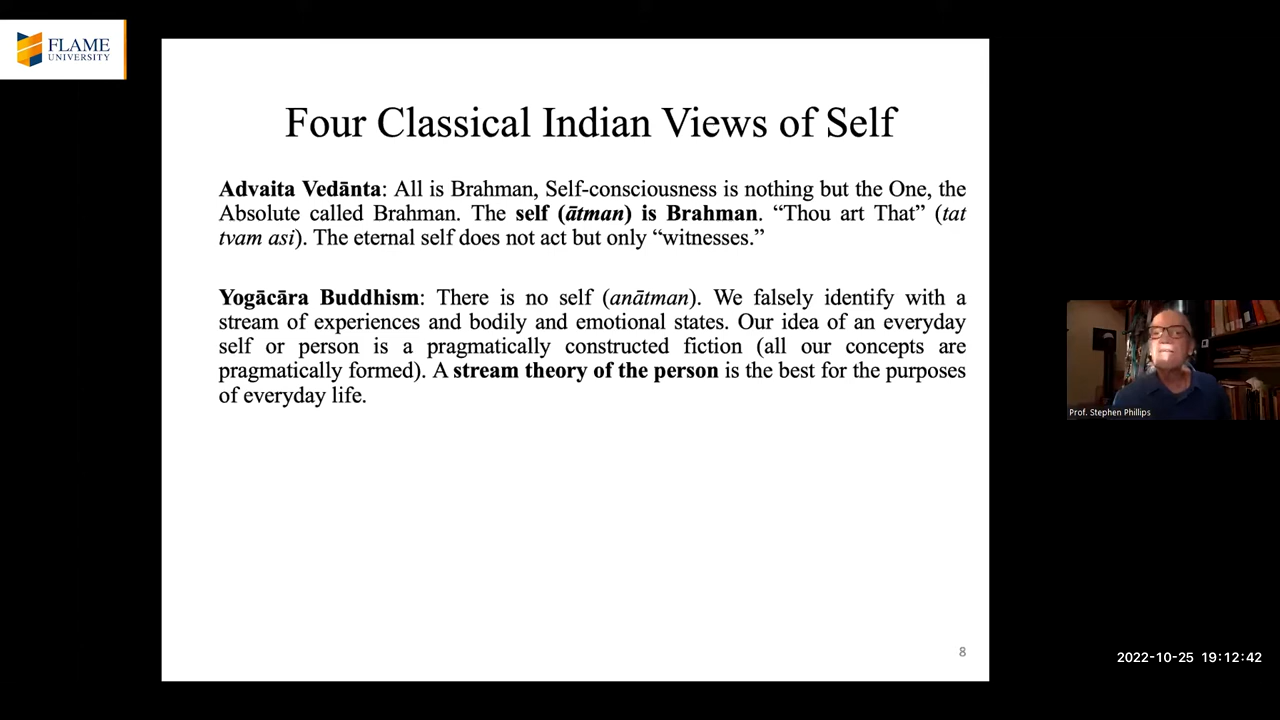 FLAME
UNIVERSITY
Four Classical Indian Views of Self
Advaita Vedānta: All is Brahman, Self-consciousness is nothing but the One, the
Absolute called Brahman. The self (ātman) is Brahman. “Thou art That” (tat
tvam asi). The eternal self does not act but only “witnesses.”
Yogācāra Buddhism: There is no self (anātman). We falsely identify with a
stream of experiences and bodily and emotional states. Our idea of an everyday
self or person is a pragmatically constructed fiction (all our concepts are
pragmatically formed). A stream theory of the person is the best for the purposes
of everyday life.
8
Prof. Stephen Phillips
2022-10-25 19:12:42